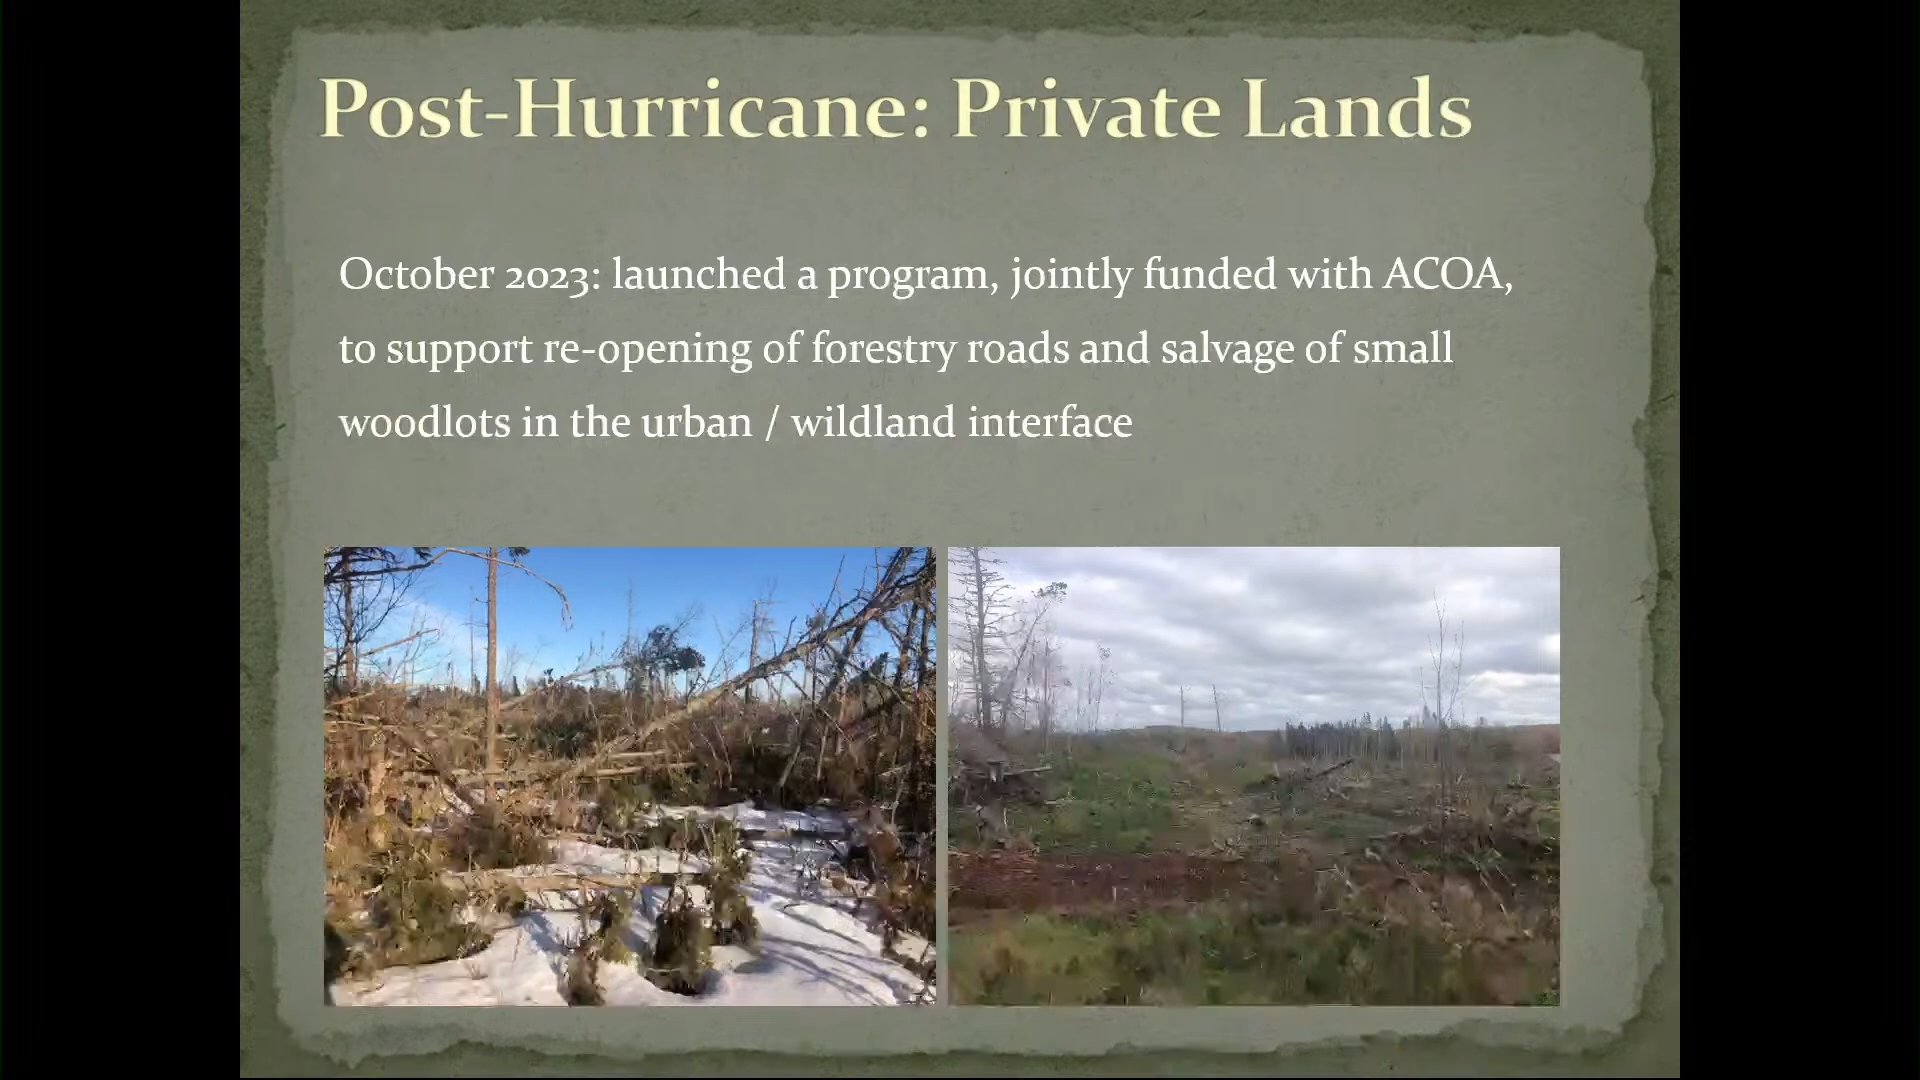 Post-Hurricane: Private Lands
October 2023: launched a program, jointly funded with ACOA,
to support re-opening of forestry roads and salvage of small
woodlots in the urban / wildland interface